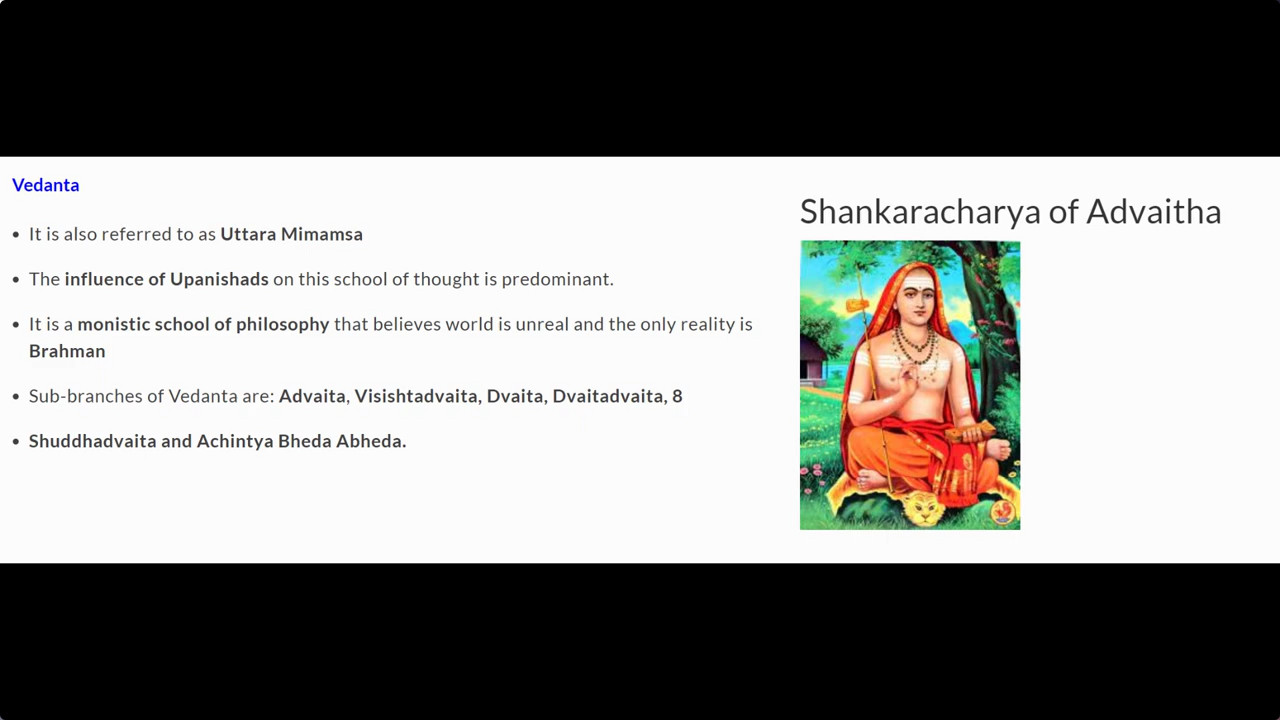 Vedanta
• It is also referred to as Uttara Mimamsa
• The influence of Upanishads on this school of thought is predominant.
• It is a monistic school of philosophy that believes world is unreal and the only reality is
Brahman
• Sub-branches of Vedanta are: Advaita, Visishtadvaita, Dvaita, Dvaitadvaita, 8
• Shuddhadvaita and Achintya Bheda Abheda.
Shankaracharya of Advaitha